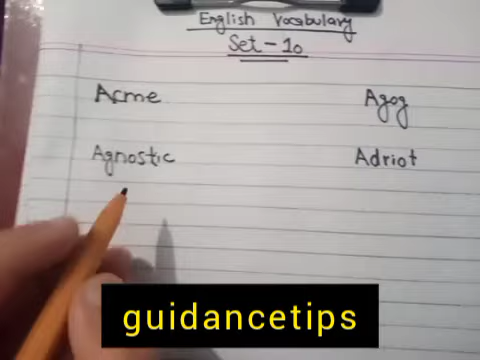 English Vocabulary
Set-10
Acme Agog
Agnostic Adriot
guidancetips